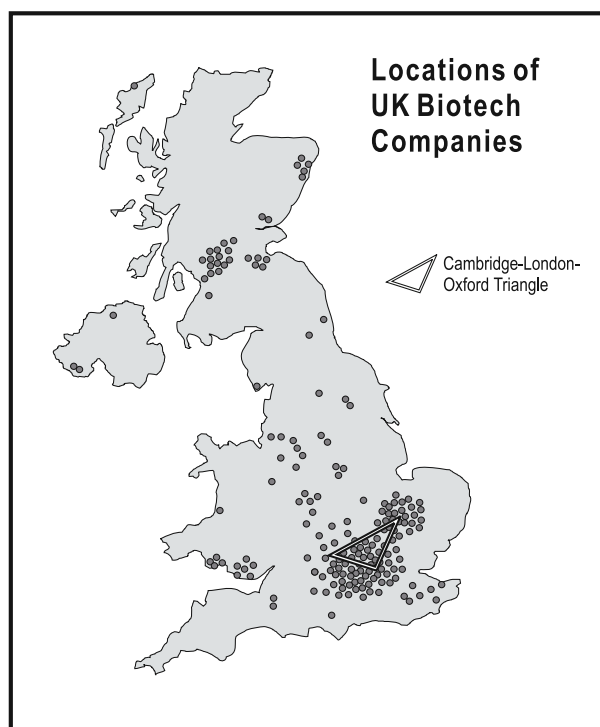 Locations of
UK Biotech
Companies
Cambridge-London-
Oxford Triangle